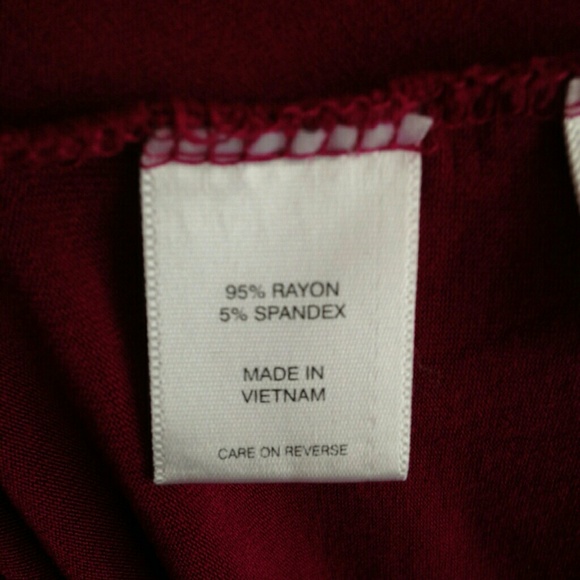 95% RAYON
5% SPANDEX
MADE IN
VIETNAM
CARE ON REVERSE